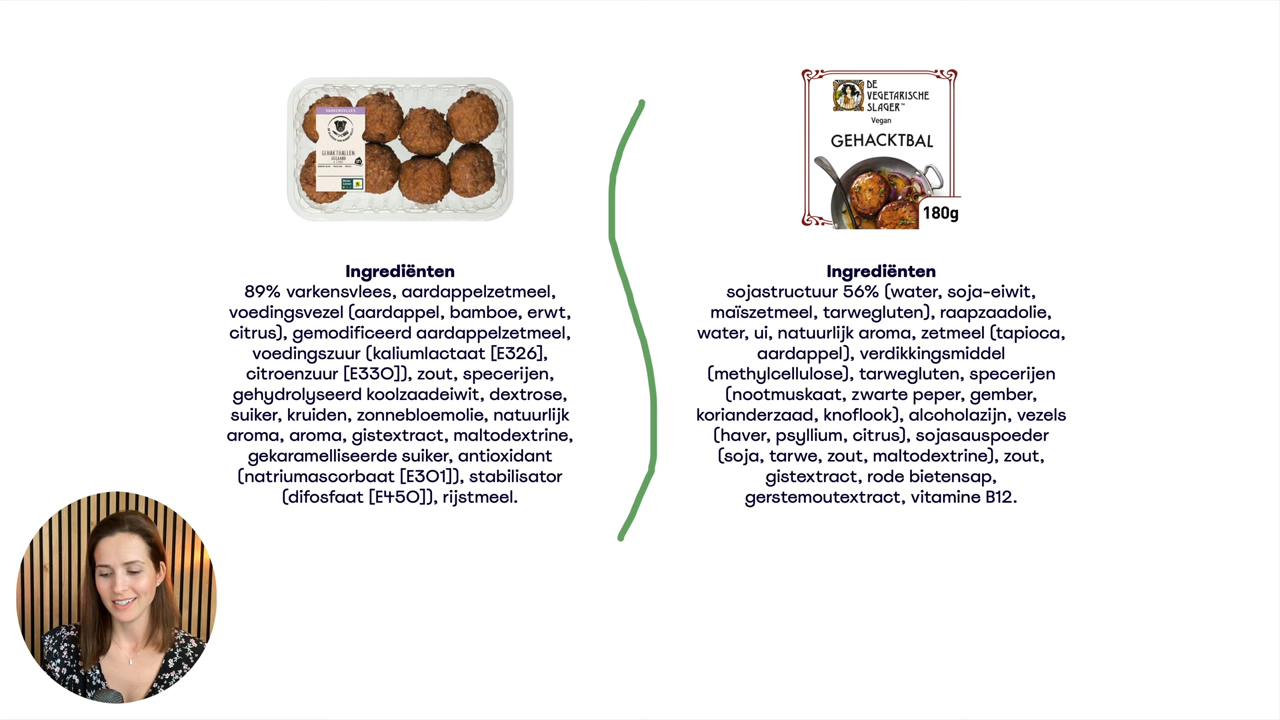 VARKENSVLEES
GEHAKTBALLEN
DE
VEGETARISCHE
SLAGER™
Vegan
GEHACKTBAL
180g
Ingrediënten
89% varkensvlees, aardappelzetmeel,
voedingsvezel (aardappel, bamboe, erwt,
citrus), gemodificeerd aardappelzetmeel,
voedingszuur (kaliumlactaat [E326],
citroenzuur [E330]), zout, specerijen,
gehydrolyseerd koolzaadeiwit, dextrose,
suiker, kruiden, zonnebloemolie, natuurlijk
aroma, aroma, gistextract, maltodextrine,
gekaramelliseerde suiker, antioxidant
(natriumascorbaat [E301]), stabilisator
(difosfaat [E450]), rijstmeel.
Ingrediënten
sojastructuur 56% (water, soja-eiwit,
maïszetmeel, tarwegluten), raapzaadolie,
water, ui, natuurlijk aroma, zetmeel (tapioca,
aardappel), verdikkingsmiddel
(methylcellulose), tarwegluten, specerijen
(nootmuskaat, zwarte peper, gember,
korianderzaad, knoflook), alcoholazijn, vezels
(haver, psyllium, citrus), sojasauspoeder
(soja, tarwe, zout, maltodextrine), zout,
gistextract, rode bietensap,
gerstemoutextract, vitamine B12.